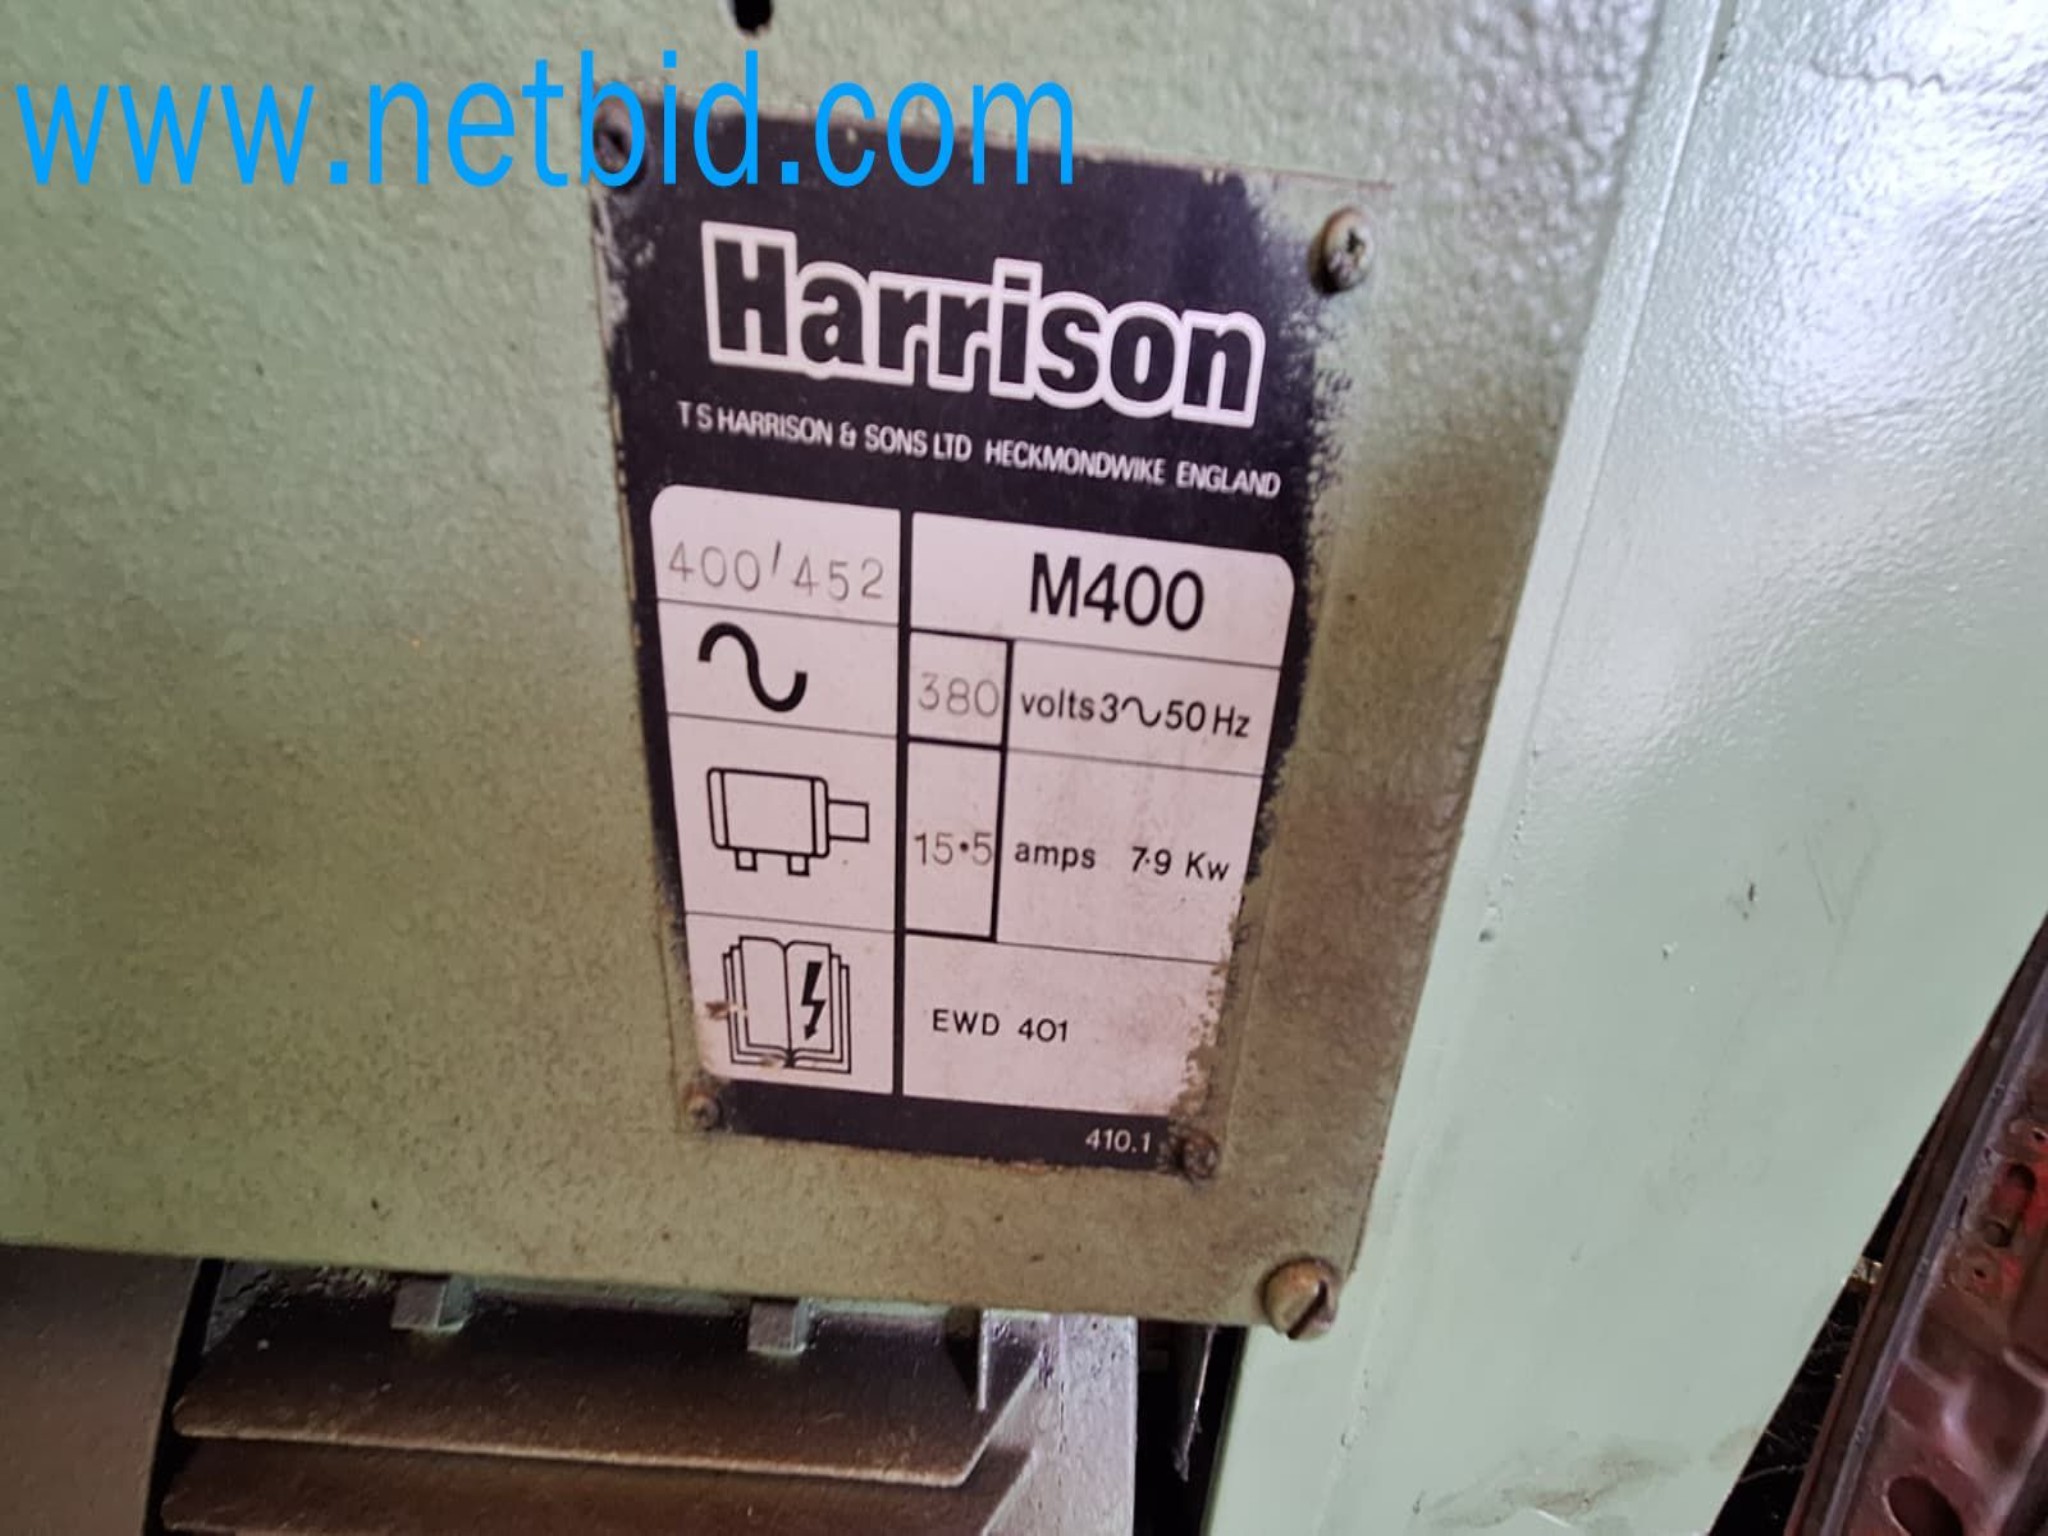 www.netbid.com
Harrison
T S HARRISON & SONS LTD HECKMONDWIKE ENGLAND
400/452 M400
380 volts 3~50 Hz
15.5 amps 7.9 Kw
EWD 401
410.1